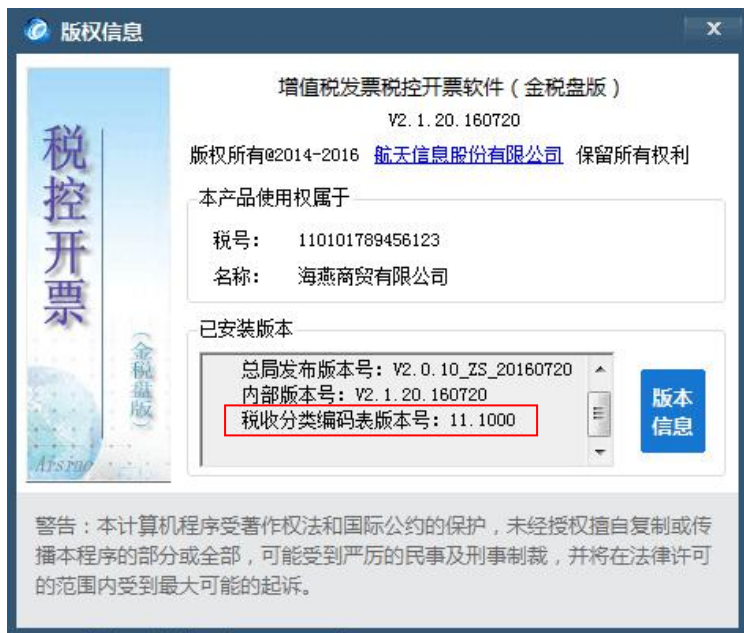 版权信息
x
增值税发票税控开票软件（金税盘版）
V2.1.20.160720
版权所有@2014-2016 航天信息股份有限公司 保留所有权利
税控开票
（金税盘版）
Aisino
本产品使用权属于
税号： 110101789456123
名称： 海燕商贸有限公司
已安装版本
总局发布版本号：V2.0.10_ZS_20160720
内部版本号：V2.1.20.160720
税收分类编码表版本号：11.1000
版本
信息
警告：本计算机程序受著作权法和国际公约的保护，未经授权擅自复制或传
播本程序的部分或全部，可能受到严厉的民事及刑事制裁，并将在法律许可
的范围内受到最大可能的起诉。